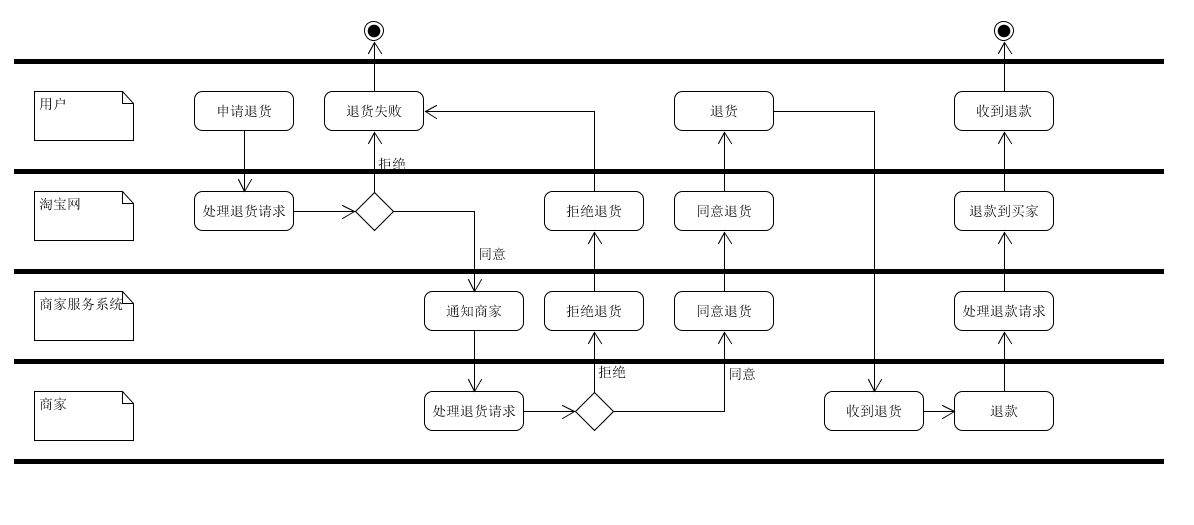 用户
申请退货
退货失败
退货
收到退款
拒绝
淘宝网
处理退货请求
拒绝退货
同意退货
退款到买家
同意
商家服务系统
通知商家
拒绝退货
同意退货
处理退款请求
拒绝
同意
商家
处理退货请求
收到退货
退款